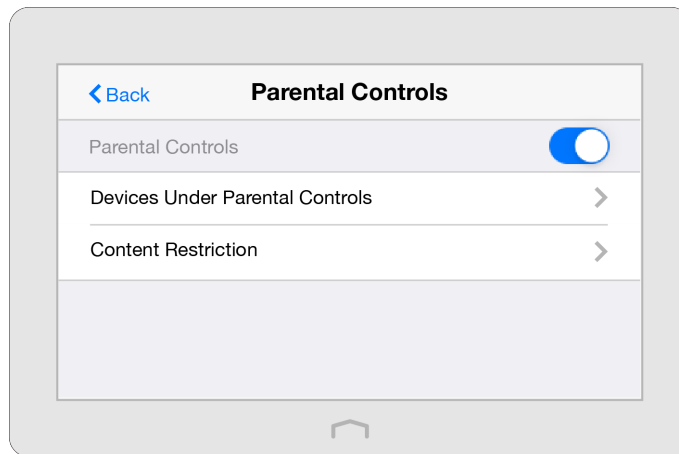 Back Parental Controls
Parental Controls
Devices Under Parental Controls
Content Restriction